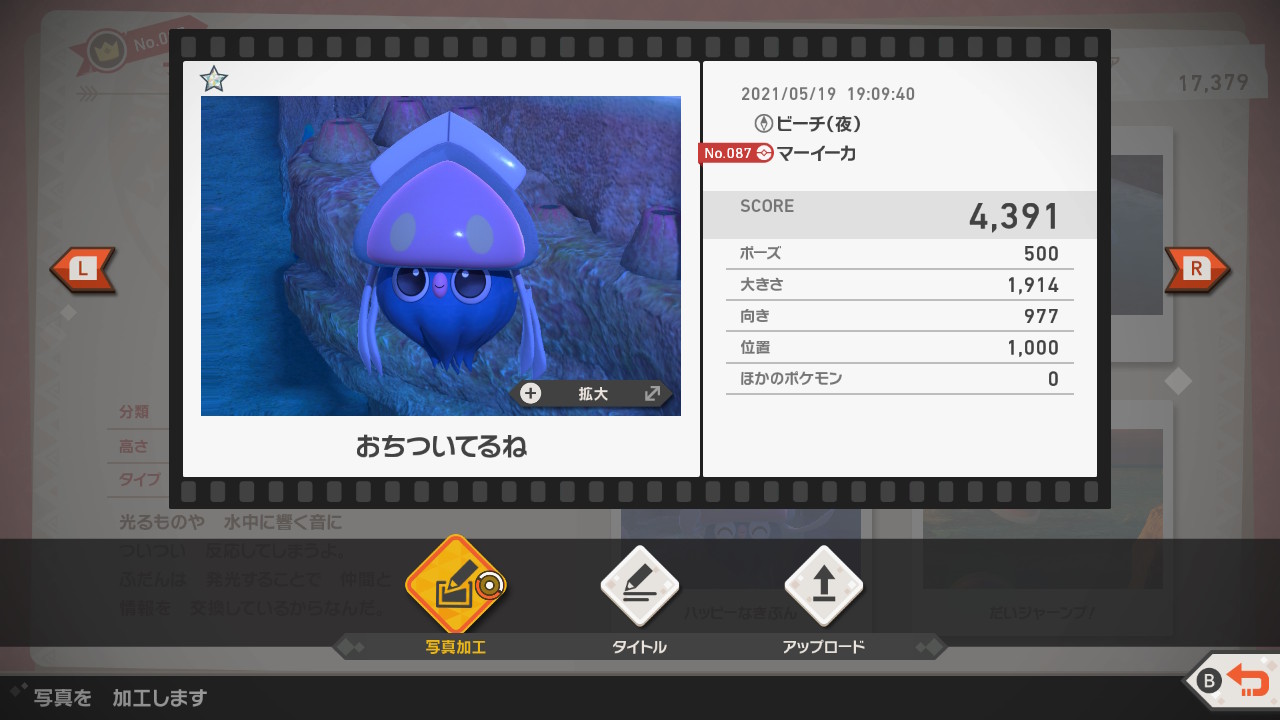 No.0
17,379
2021/05/19 19:09:40
ビーチ(夜)
No.087 マーイーカ
SCORE 4,391
ポーズ 500
大きさ 1,914
向き 977
位置 1,000
ほかのポケモン 0
L
R
+ 拡大
おちついてるね
分類
高さ
タイプ
光るものや 水中に響く音に
ついつい 反応してしまうよ。
ふだんは 発光することで 仲間と
情報を 交換しているからなんだ。
ハッピーなきぶん
だいジャーンプ!
写真加工
タイトル
アップロード
写真を 加工します
B